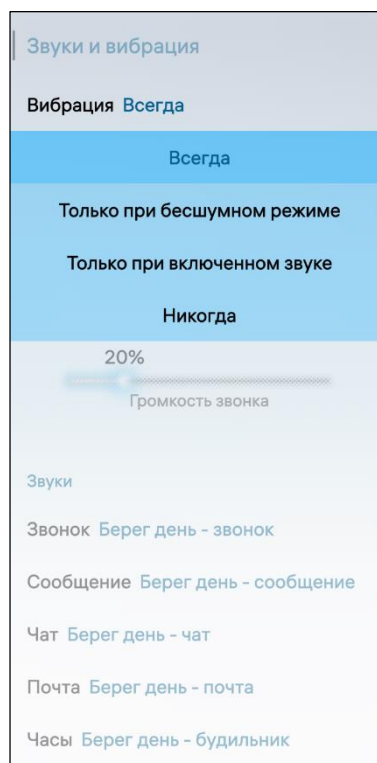 Звуки и вибрация
Вибрация Всегда
Всегда
Только при бесшумном режиме
Только при включенном звуке
Никогда
20%
Громкость звонка
Звуки
Звонок Берег день - звонок
Сообщение Берег день - сообщение
Чат Берег день - чат
Почта Берег день - почта
Часы Берег день - будильник